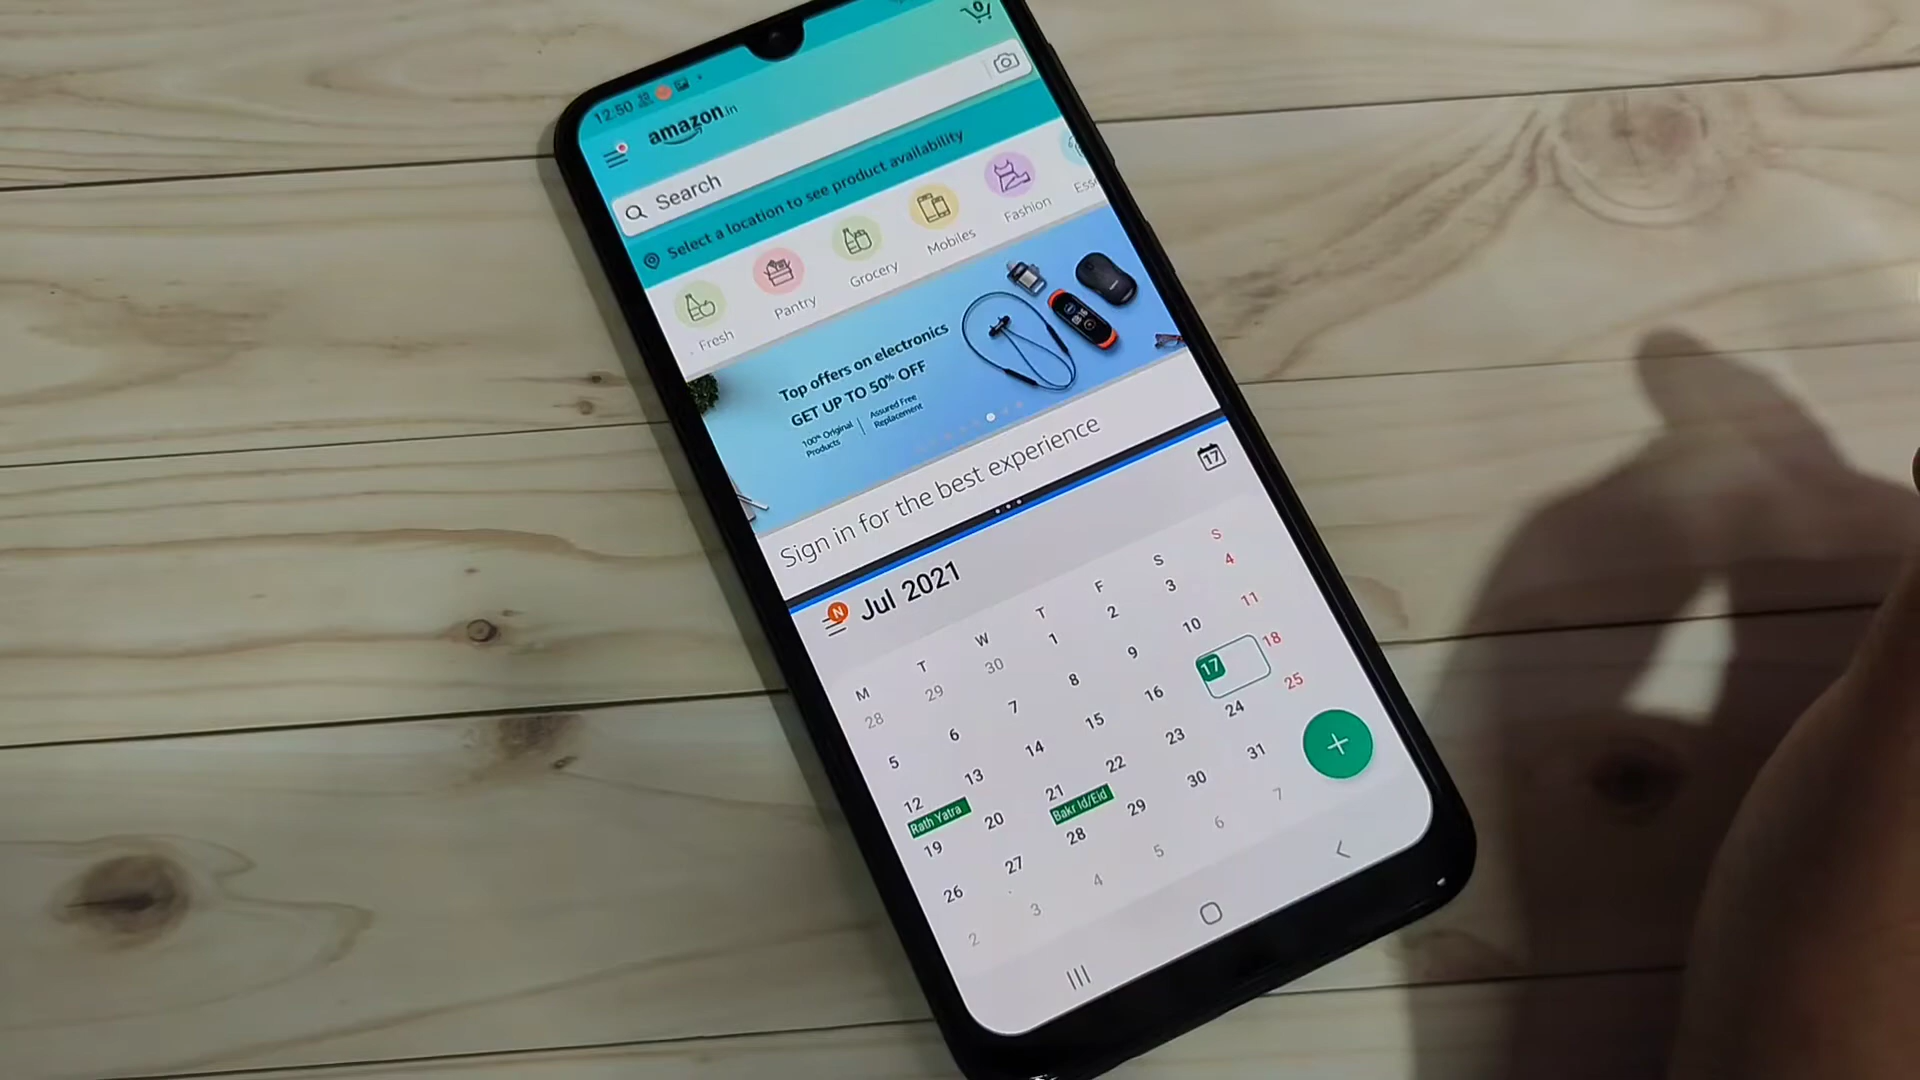 12:50
0
amazon.in
Search
Select a location to see product availability
Fresh
Pantry
Grocery
Mobiles
Fashion
Top offers on electronics
GET UP TO 50% OFF
100% Original Products
Assured Free Replacement
Sign in for the best experience
N
Jul 2021
17
M T W T F S S
28 29 30 1 2 3 4
5 6 7 8 9 10 11
12 13 14 15 16 17 18
Rath Yatra
19 20 21 22 23 24 25
Bakr Id/Eid
26 27 28 29 30 31
2 3 4 5 6 7